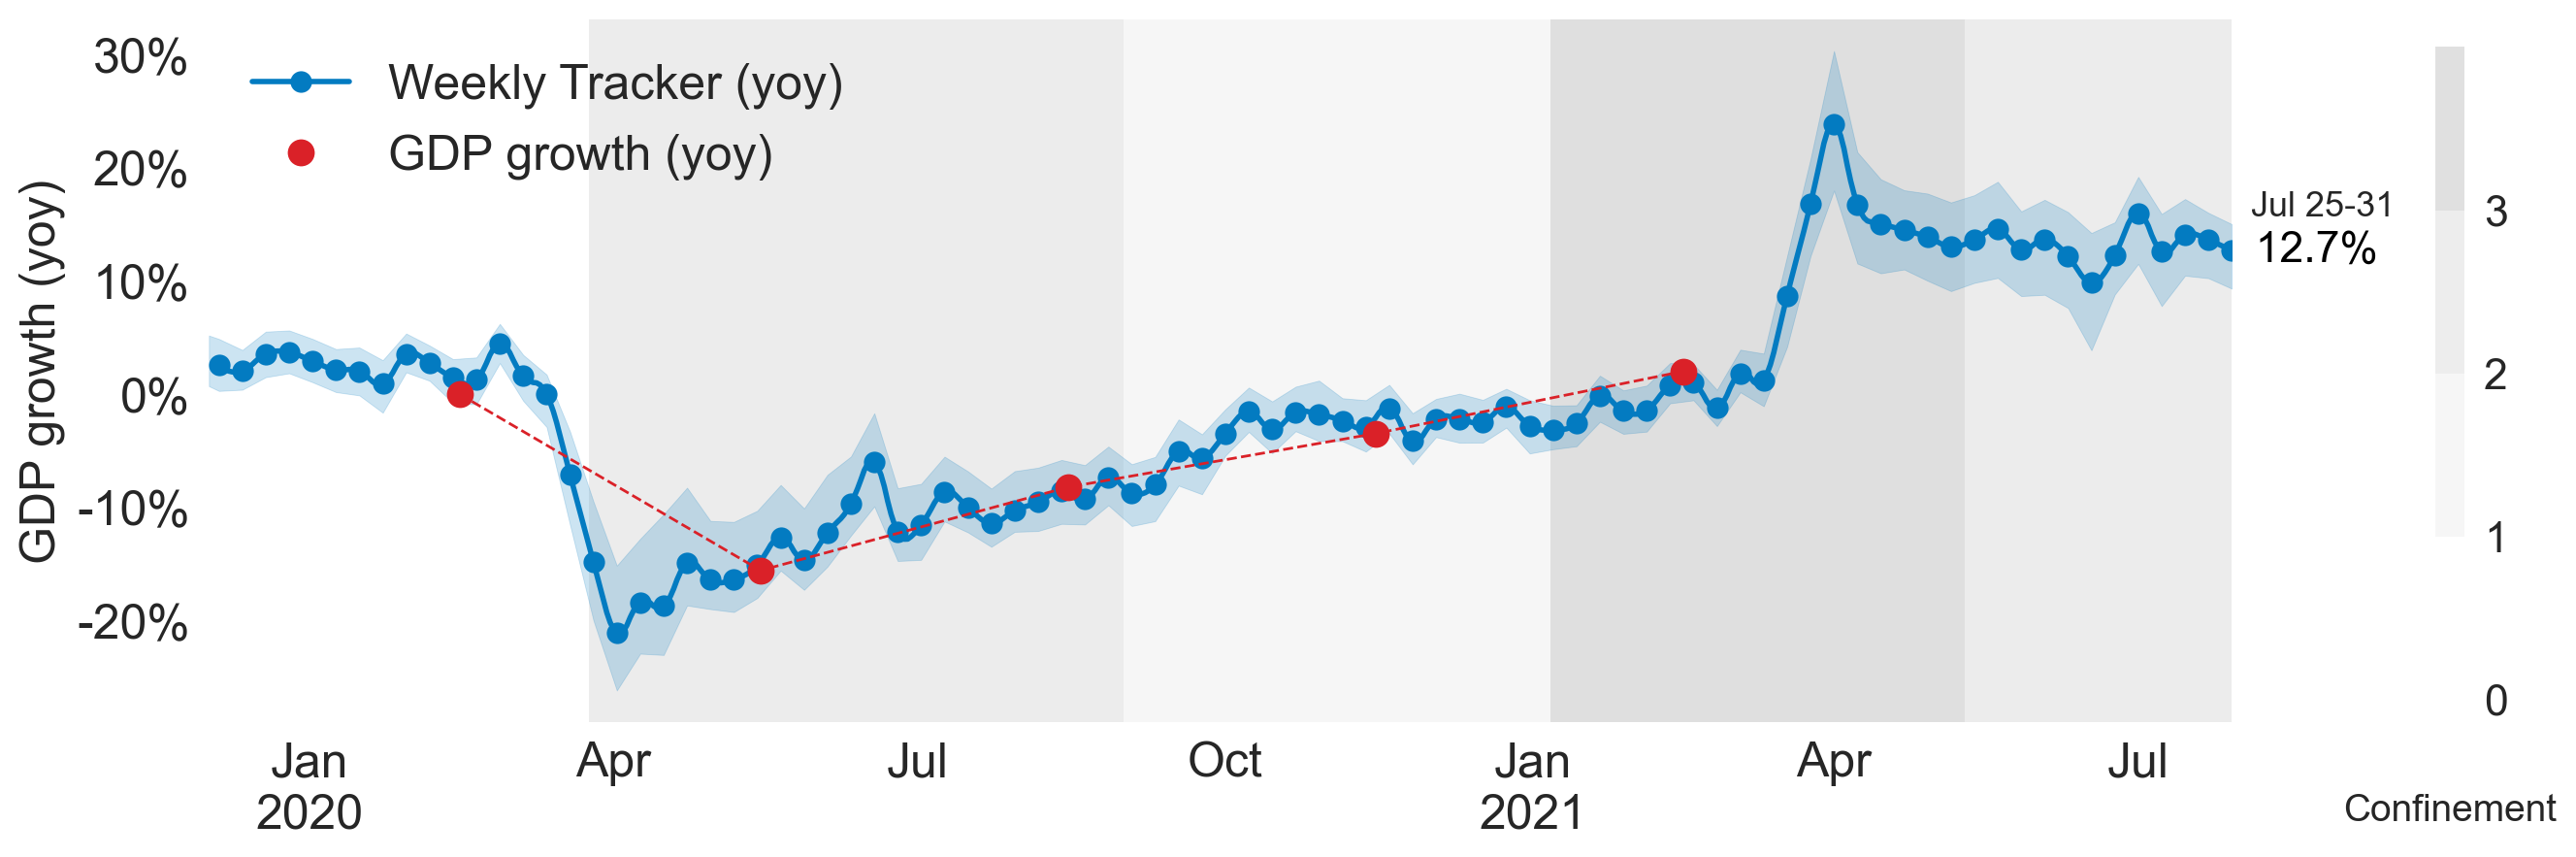 30%
20%
10%
0%
-10%
-20%
GDP growth (yoy)
Weekly Tracker (yoy)
GDP growth (yoy)
Jul 25-31
12.7%
3
2
1
0
Jan Apr Jul Oct Jan Apr Jul
2020 2021
Confinement